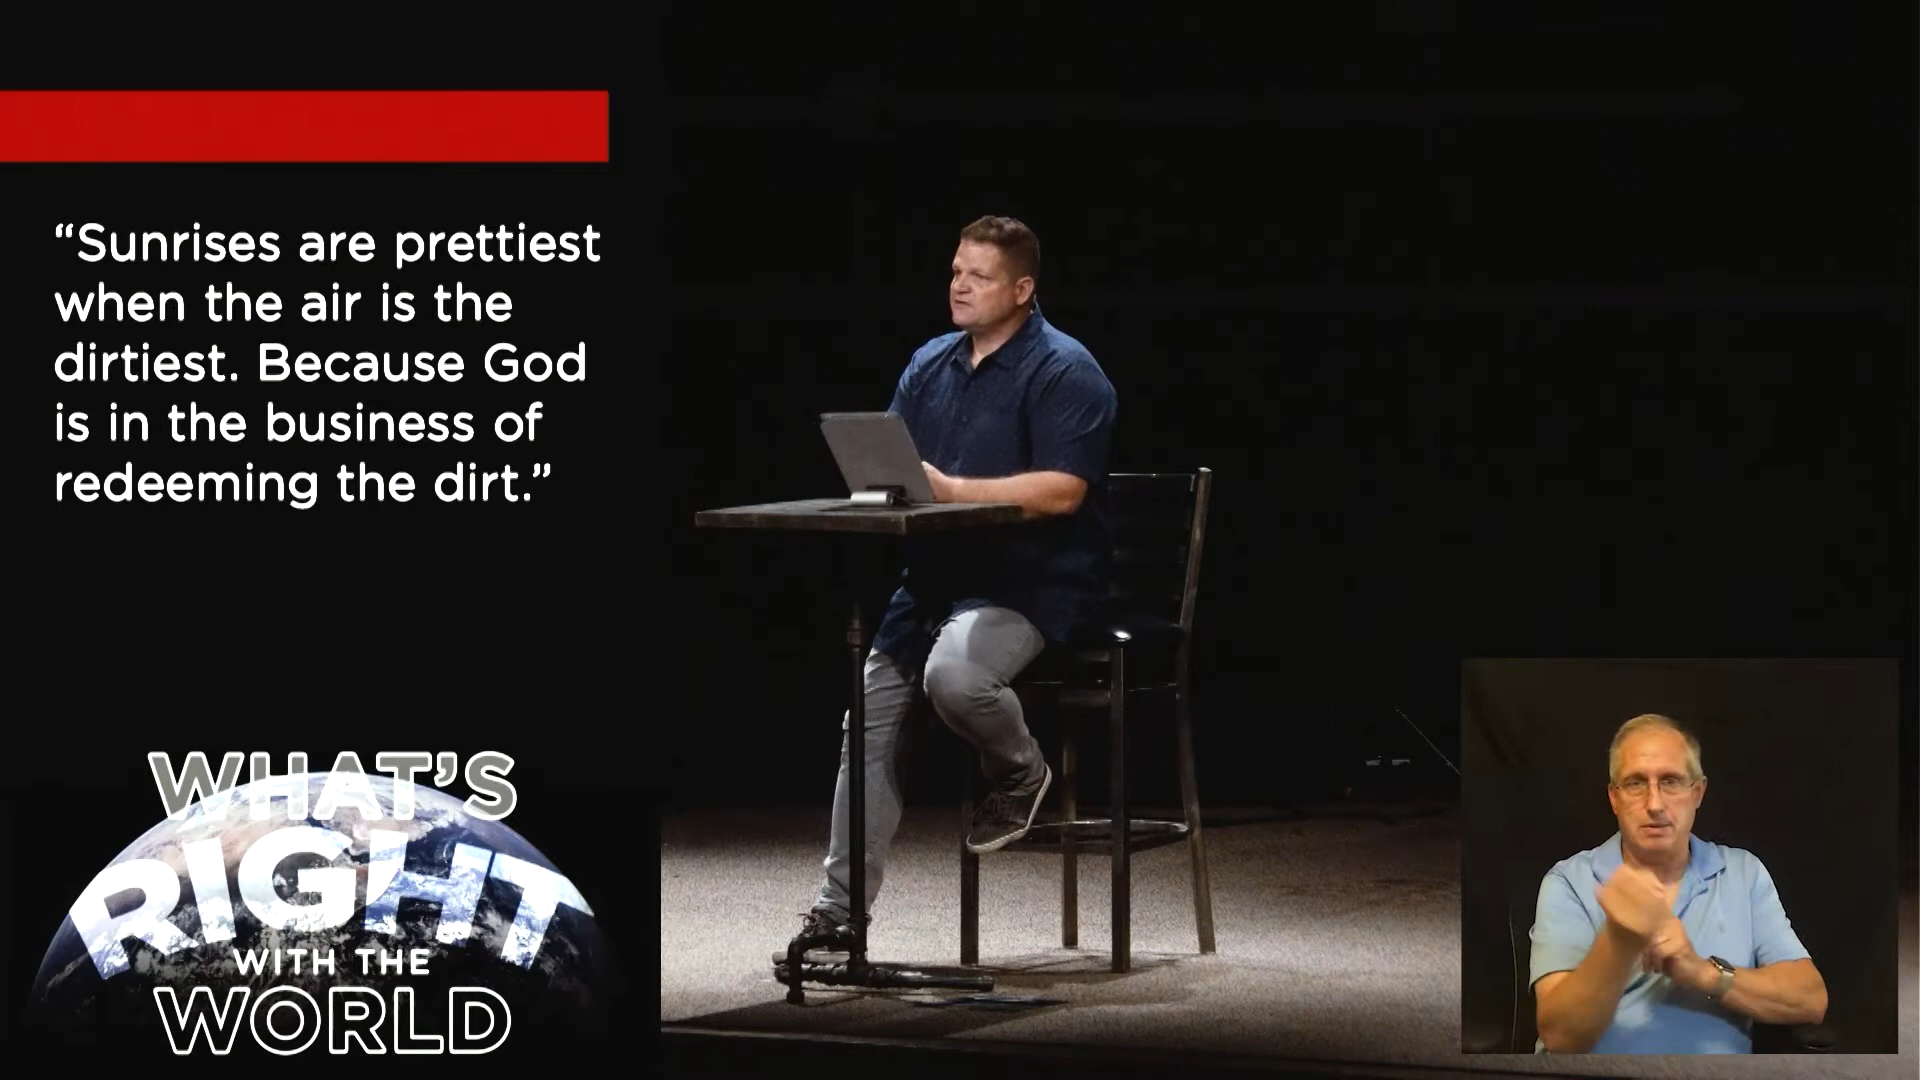 “Sunrises are prettiest
when the air is the
dirtiest. Because God
is in the business of
redeeming the dirt.”
WHAT'S
RIGHT
WITH THE
WORLD